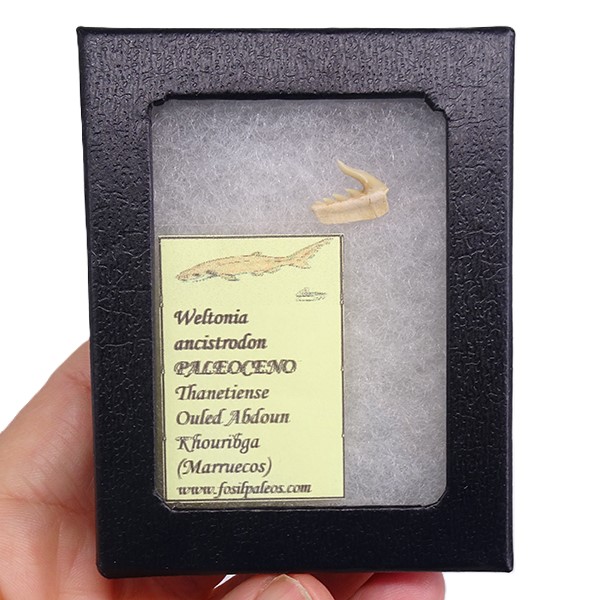 Weltonia
ancistrodon
PALEOCENO
Thanetiense
Ouled Abdoun
Khouribga
(Marruecos)
www.fosilpaleos.com